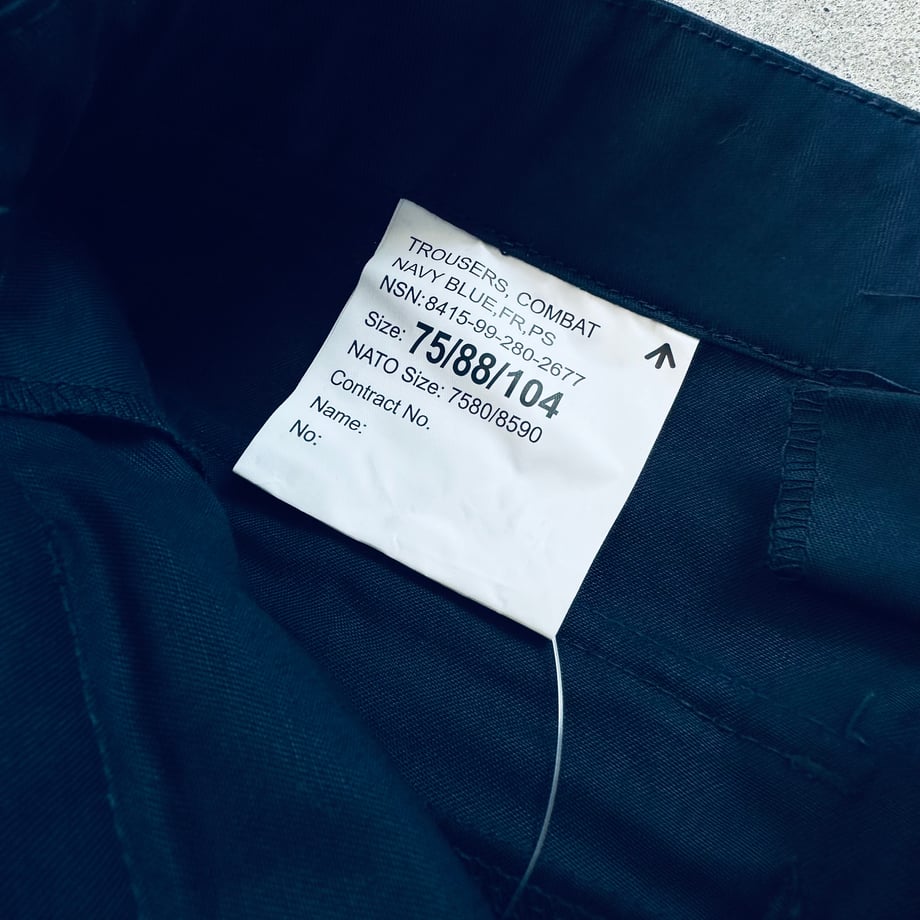 TROUSERS, COMBAT
NAVY BLUE,FR,PS
NSN:8415-99-280-2677
Size: 75/88/104
NATO Size: 7580/8590
Contract No.
Name:
No: